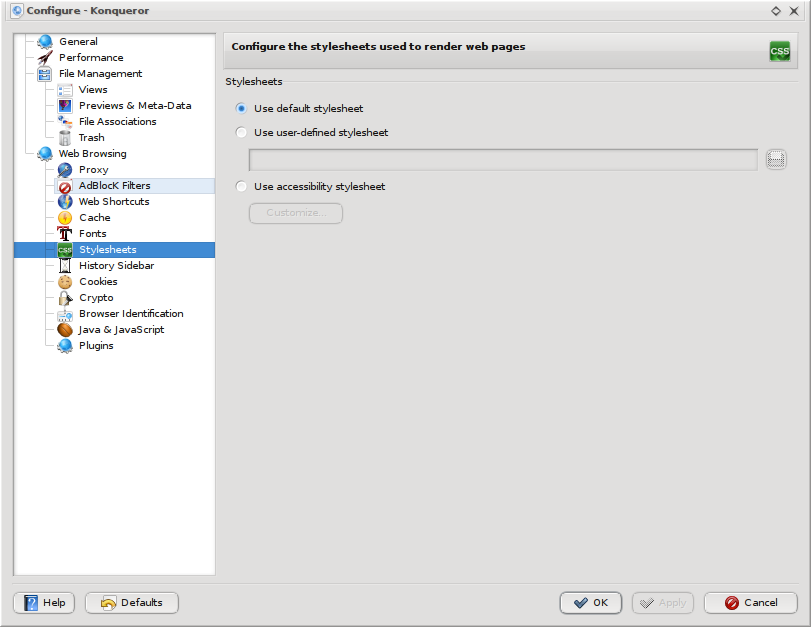 Configure - Konqueror
General
Performance
File Management
Views
Previews & Meta-Data
File Associations
Trash
Web Browsing
Proxy
AdBlocK Filters
Web Shortcuts
Cache
Fonts
Stylesheets
History Sidebar
Cookies
Crypto
Browser Identification
Java & JavaScript
Plugins
Configure the stylesheets used to render web pages
CSS
Stylesheets
Use default stylesheet
Use user-defined stylesheet
Use accessibility stylesheet
Customize...
Help
Defaults
OK
Apply
Cancel